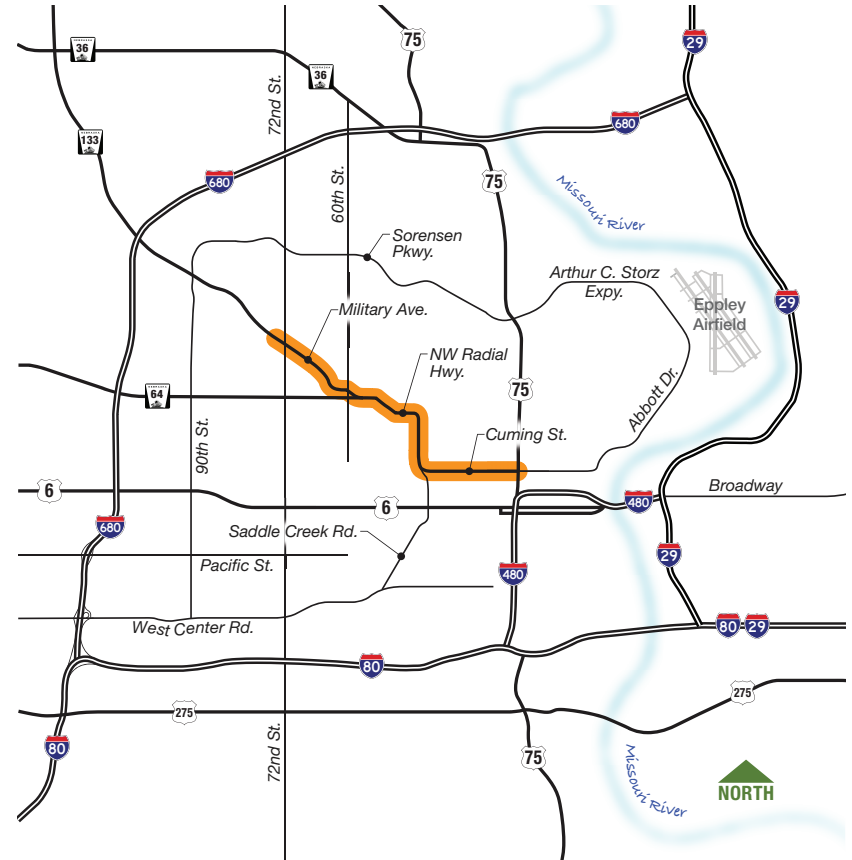 75
29
36
36
72nd St.
680
133
680
75
60th St.
Missouri River
Sorensen
Pkwy.
Arthur C. Storz
Expy.
Eppley
Airfield
29
Military Ave.
NW Radial
Hwy.
75
64
Abbott Dr.
90th St.
Cuming St.
6
6
480
Broadway
680
Saddle Creek Rd.
29
Pacific St.
480
West Center Rd.
80
29
80
275
275
72nd St.
80
75
Missouri River
NORTH